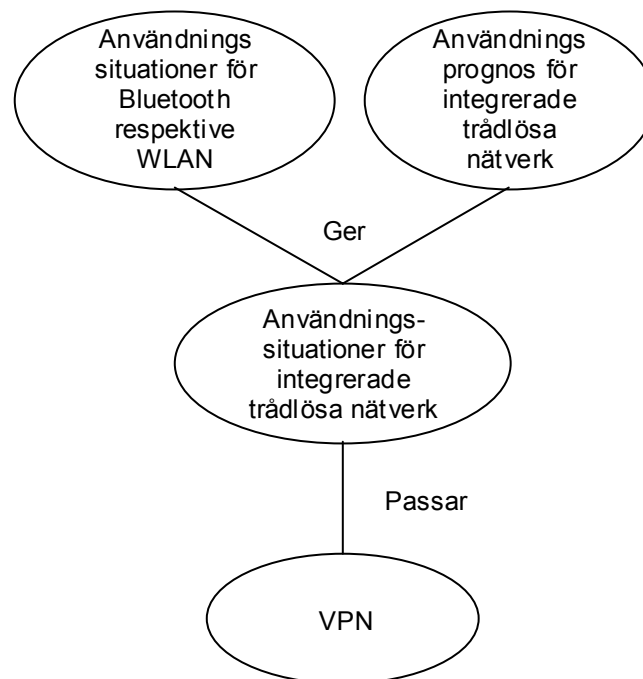 Användnings
situationer för
Bluetooth
respektive
WLAN
Användnings
prognos för
integrerade
trådlösa
nätverk
Ger
Användnings-
situationer för
integrerade
trådlösa nätverk
Passar
VPN